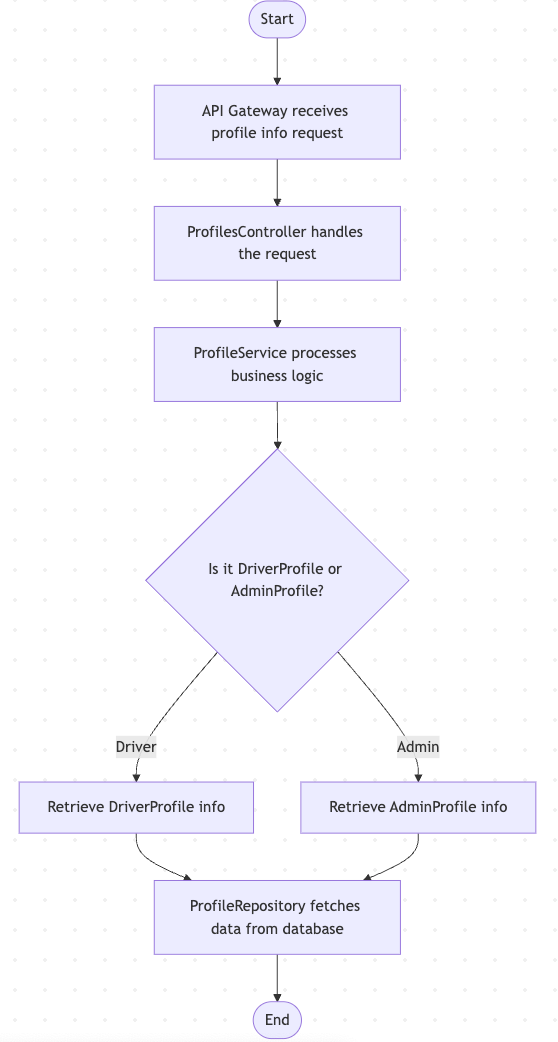 Start
API Gateway receives
profile info request
ProfilesController handles
the request
ProfileService processes
business logic
Is it DriverProfile or
AdminProfile?
Driver
Admin
Retrieve DriverProfile info
Retrieve AdminProfile info
ProfileRepository fetches
data from database
End